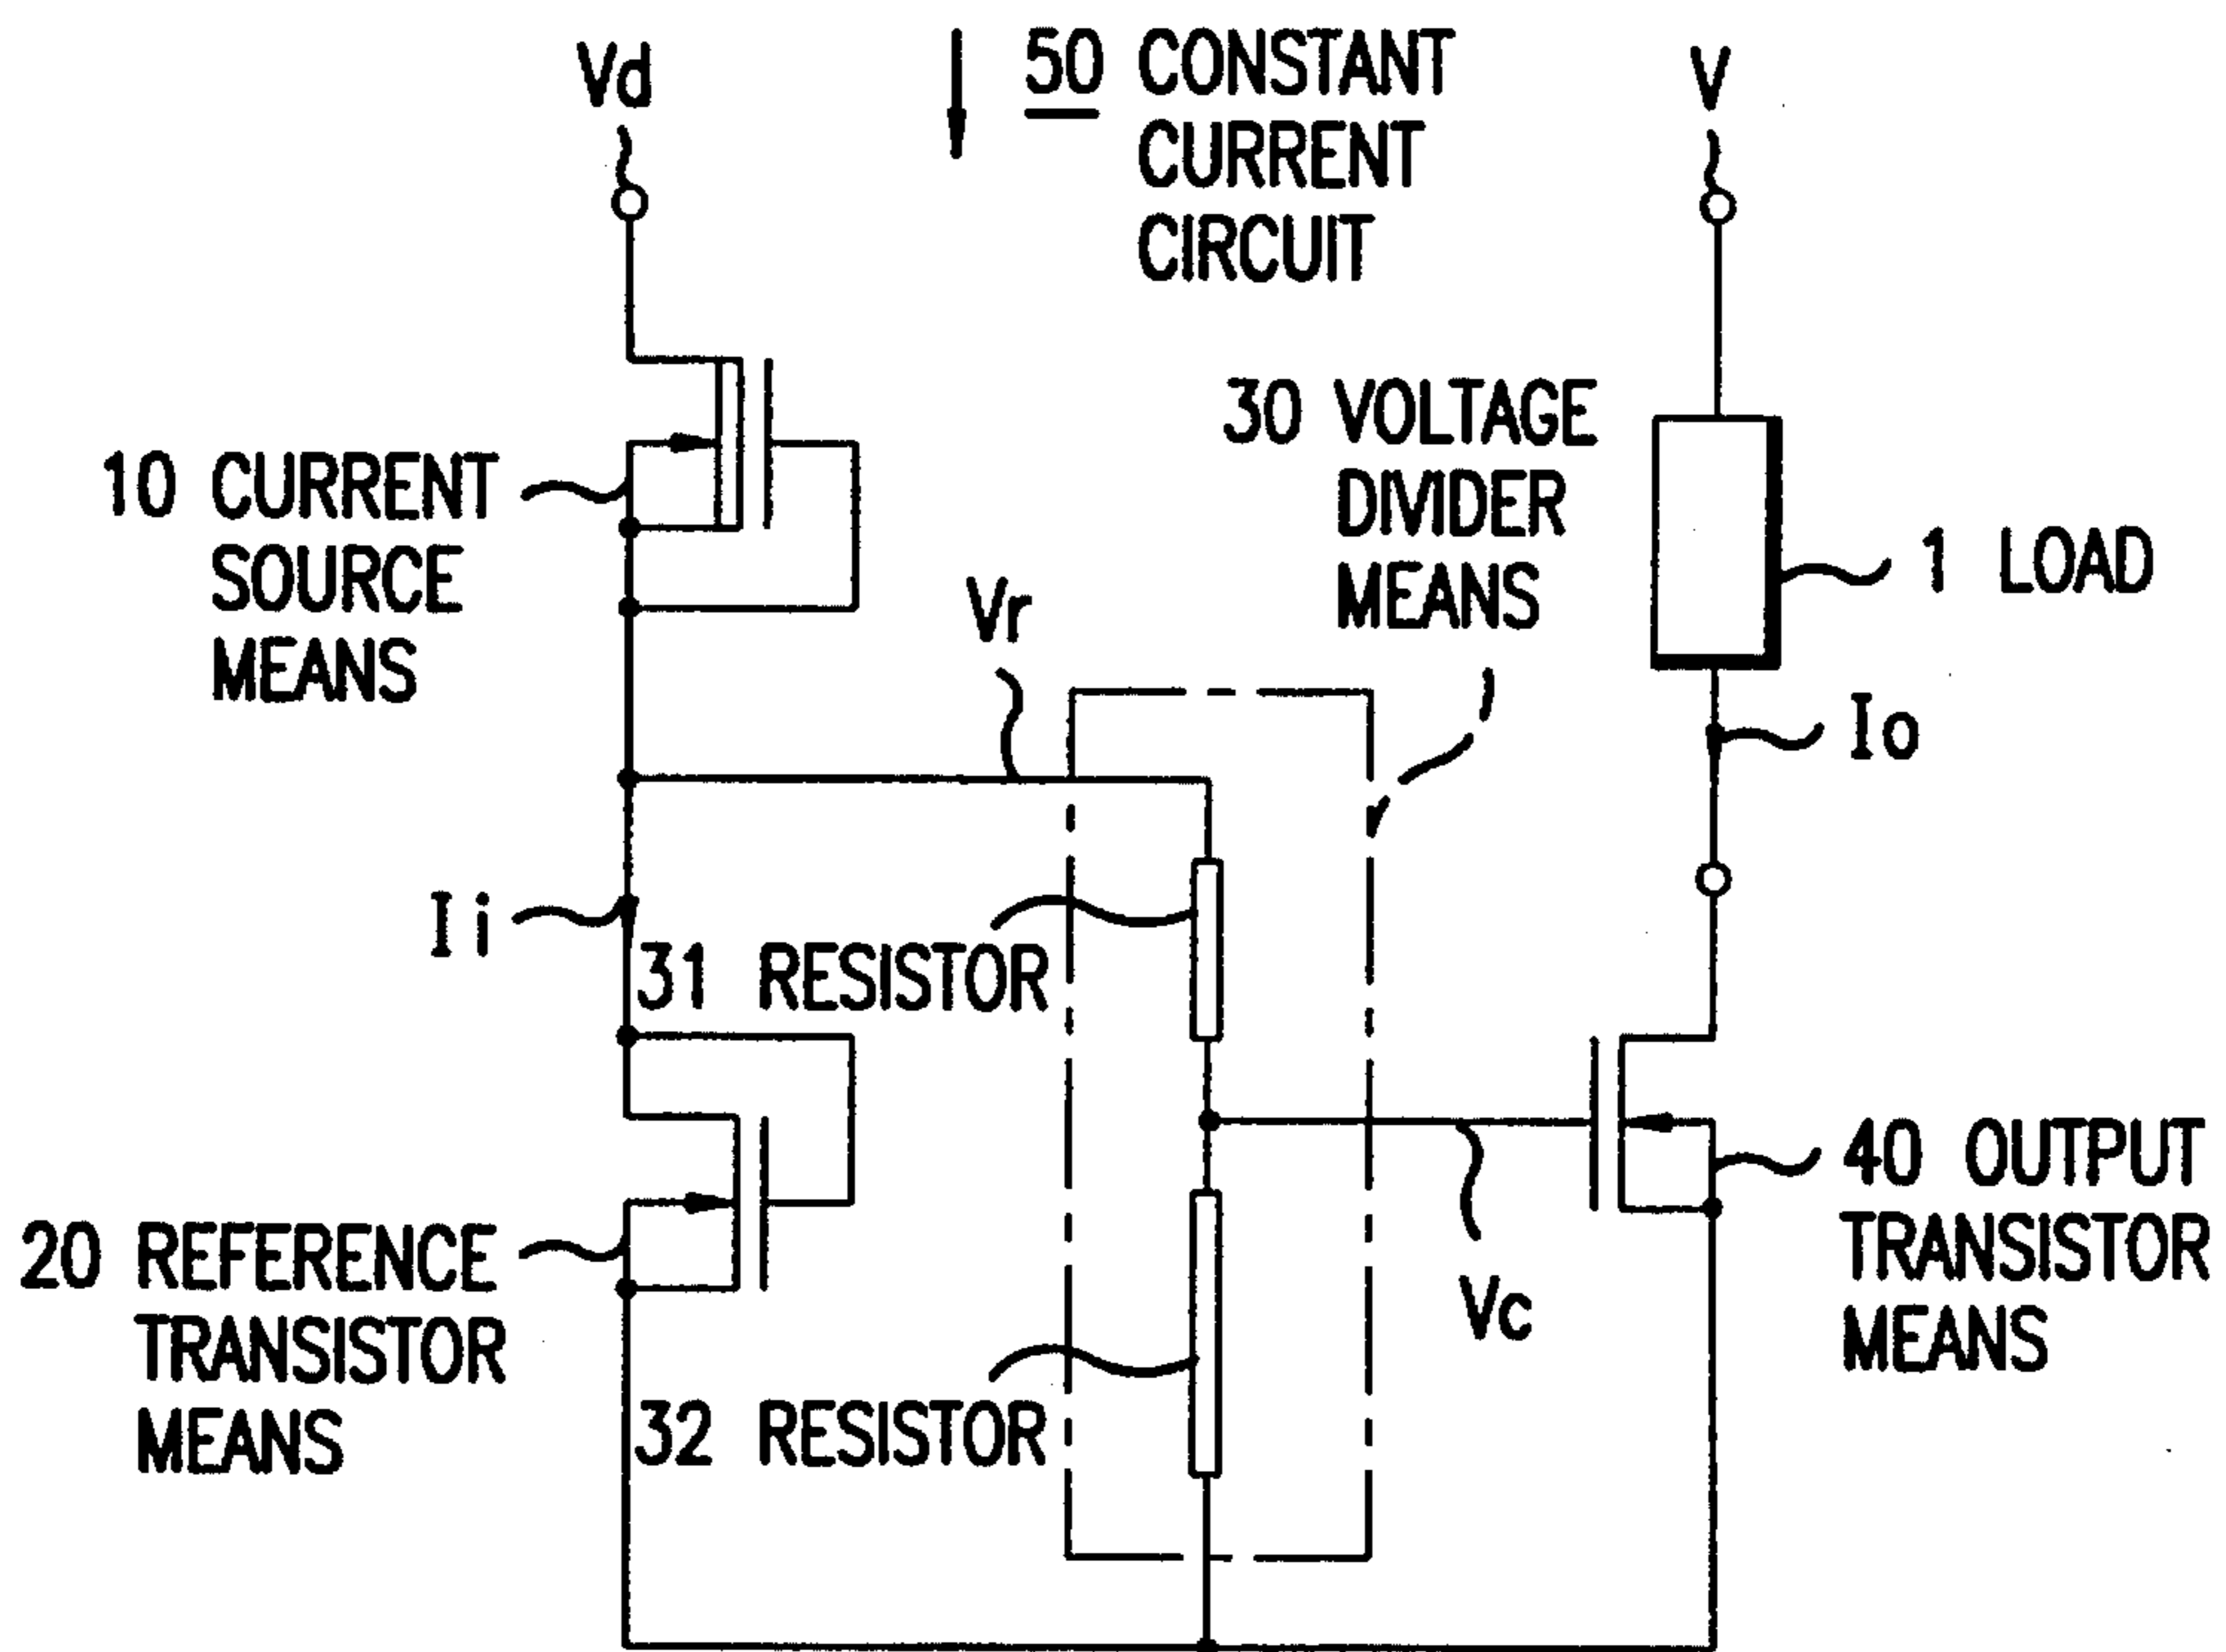 Vd
50 CONSTANT
CURRENT
CIRCUIT
V
10 CURRENT
SOURCE
MEANS
30 VOLTAGE
DIVIDER
MEANS
1 LOAD
Vr
Io
Ii
31 RESISTOR
20 REFERENCE
TRANSISTOR
MEANS
32 RESISTOR
Vc
40 OUTPUT
TRANSISTOR
MEANS